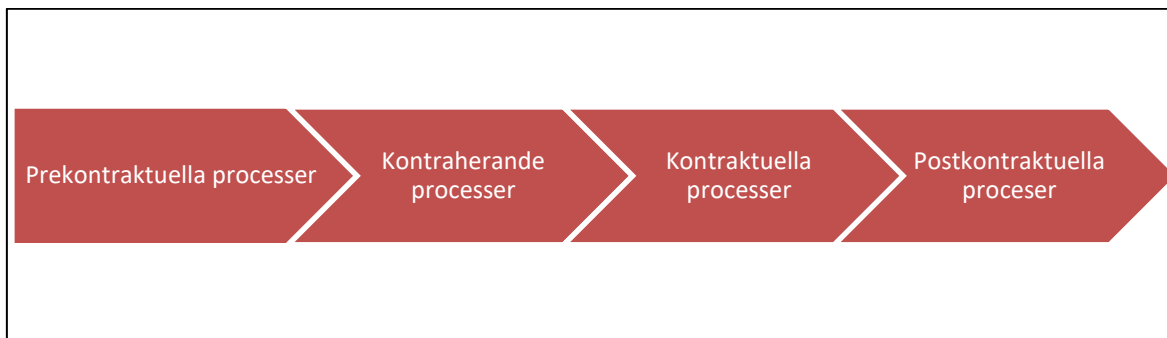 Prekontraktuella processer
Kontraherande
processer
Kontraktuella
processer
Postkontraktuella
proceser